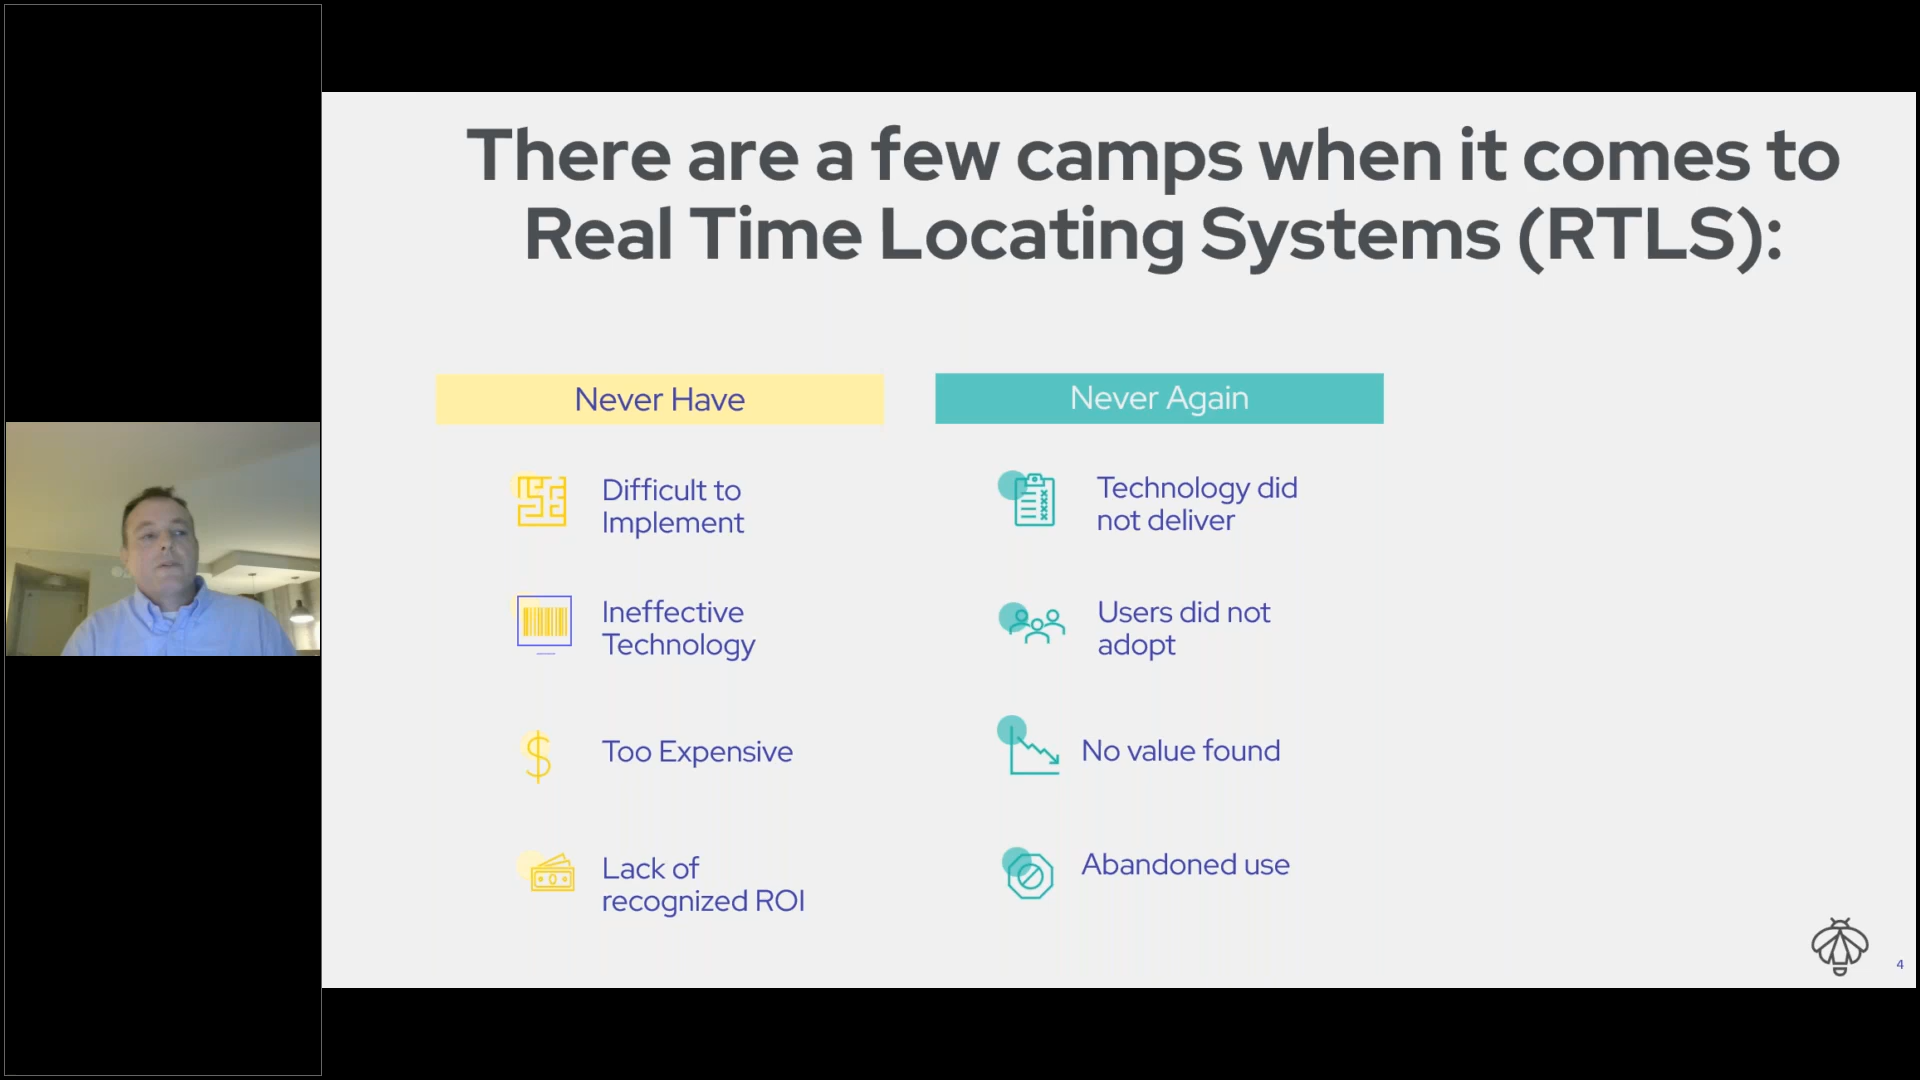 There are a few camps when it comes to
Real Time Locating Systems (RTLS):
Never Have
Difficult to
Implement
Ineffective
Technology
Too Expensive
Lack of
recognized ROI
Never Again
Technology did
not deliver
Users did not
adopt
No value found
Abandoned use
4